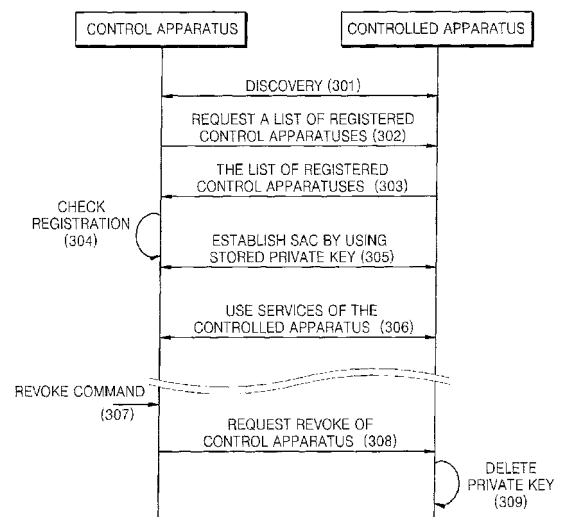 CONTROL APPARATUS
CONTROLLED APPARATUS
DISCOVERY (301)
REQUEST A LIST OF REGISTERED
CONTROL APPARATUSES (302)
THE LIST OF REGISTERED
CONTROL APPARATUSES (303)
CHECK
REGISTRATION
(304)
ESTABLISH SAC BY USING
STORED PRIVATE KEY (305)
USE SERVICES OF THE
CONTROLLED APPARATUS (306)
REVOKE COMMAND
(307)
REQUEST REVOKE OF
CONTROL APPARATUS (308)
DELETE
PRIVATE KEY
(309)